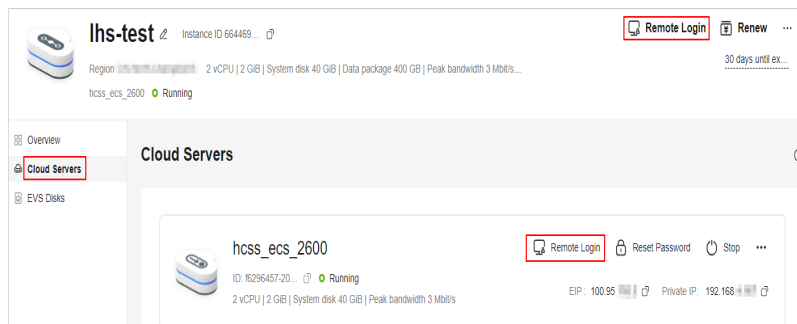 lhs-test Instance ID 664469... Remote Login Renew ...
Region 2 vCPU | 2 GiB | System disk 40 GiB | Data package 400 GB | Peak bandwidth 3 Mbit/s... 30 days until ex...
hcss_ecs_2600 Running
Overview
Cloud Servers
EVS Disks
Cloud Servers
hcss_ecs_2600 Remote Login Reset Password Stop ...
ID: f6296457-20... Running
2 vCPU | 2 GiB | System disk 40 GiB | Peak bandwidth 3 Mbit/s
EIP: 100.95 Private IP: 192.168